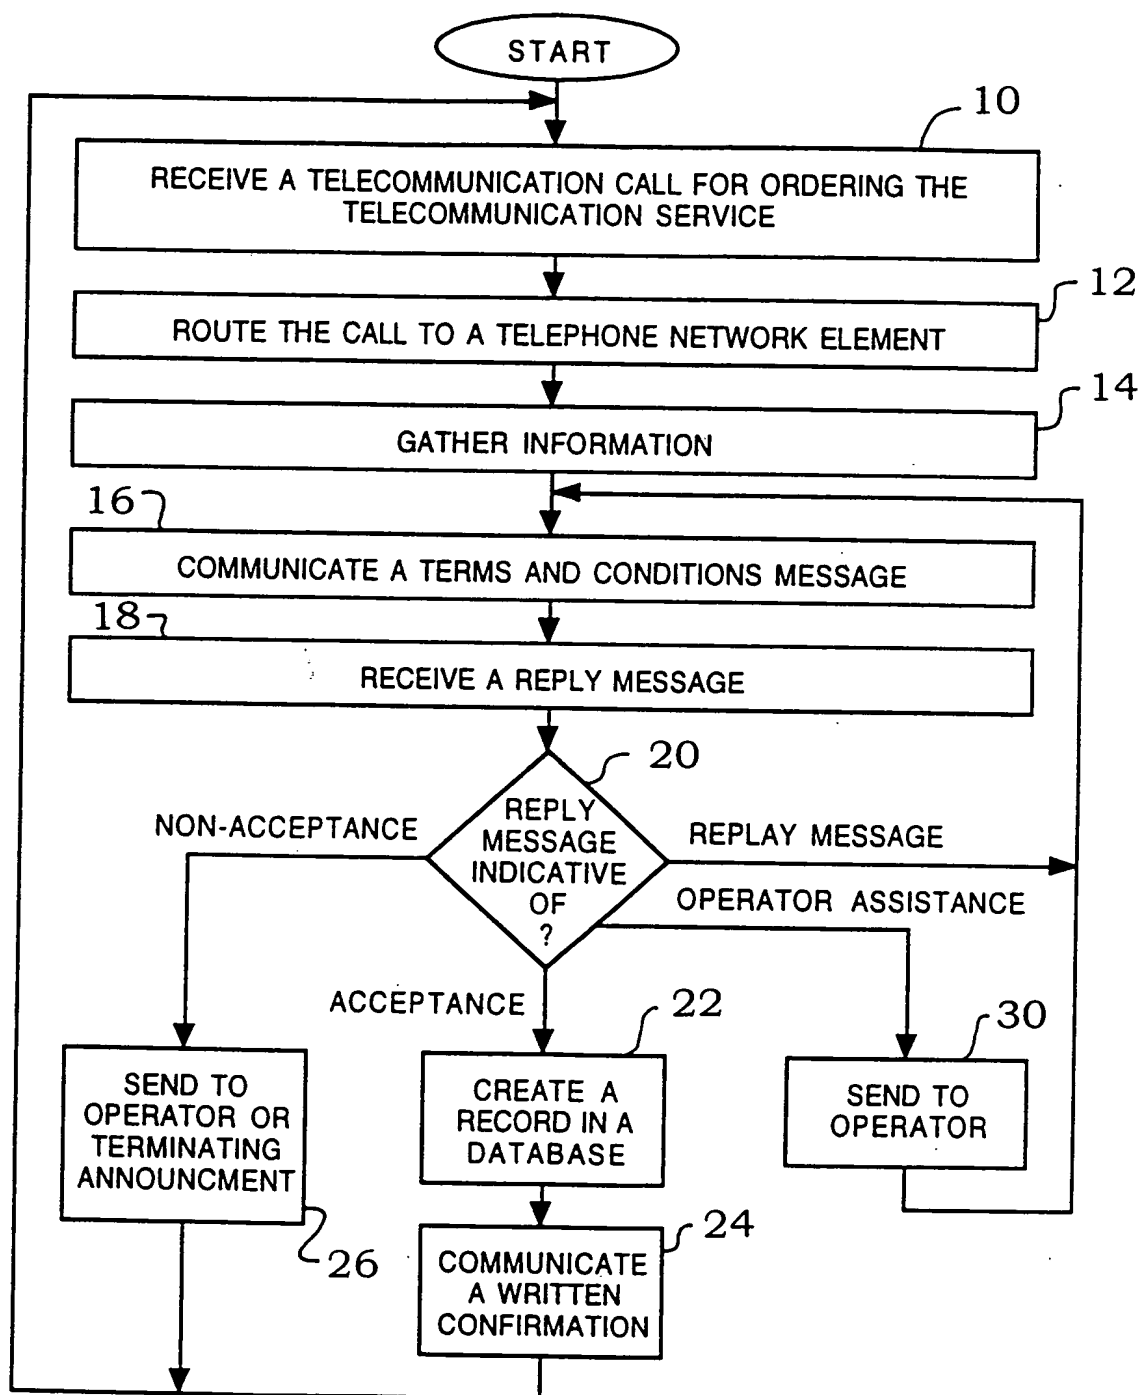 START
10
RECEIVE A TELECOMMUNICATION CALL FOR ORDERING THE
TELECOMMUNICATION SERVICE
12
ROUTE THE CALL TO A TELEPHONE NETWORK ELEMENT
14
GATHER INFORMATION
16
COMMUNICATE A TERMS AND CONDITIONS MESSAGE
18
RECEIVE A REPLY MESSAGE
20
REPLY
MESSAGE
INDICATIVE
OF
?
NON-ACCEPTANCE
REPLAY MESSAGE
OPERATOR ASSISTANCE
ACCEPTANCE
22
30
SEND TO
OPERATOR OR
TERMINATING
ANNOUNCMENT
26
CREATE A
RECORD IN A
DATABASE
SEND TO
OPERATOR
24
COMMUNICATE
A WRITTEN
CONFIRMATION